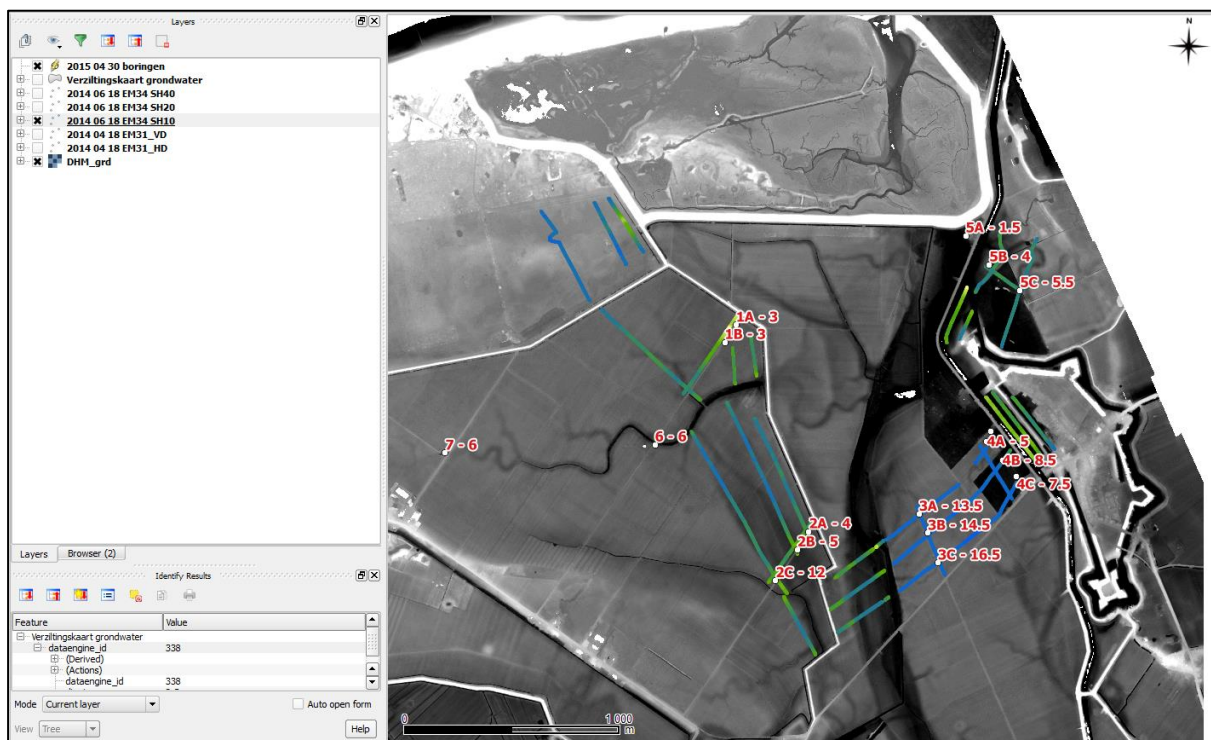 Layers
2015 04 30 boringen
Verziltingskaart grondwater
2014 06 18 EM34 SH40
2014 06 18 EM34 SH20
2014 06 18 EM34 SH10
2014 04 18 EM31_VD
2014 04 18 EM31_HD
DHM_grd
Layers Browser (2)
Identify Results
Feature Value
Verziltingskaart grondwater
dataengine_id 338
(Derived)
(Actions)
dataengine_id 338
Mode Current layer Auto open form
View Tree Help
N
5A - 1.5
5B - 4
5C - 5.5
1A - 3
1B - 3
7 - 6
6 - 6
4A - 5
4B - 8.5
4C - 7.5
3A - 13.5
3B - 14.5
3C - 16.5
2A - 4
2B - 5
2C - 12
0 1 000
m